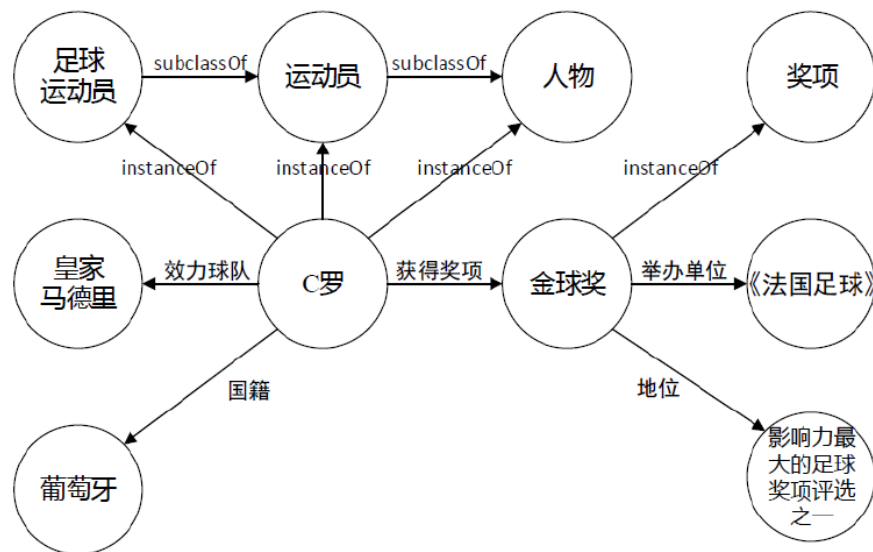 足球
运动员
subclassOf
运动员
subclassOf
人物
奖项
instanceOf
instanceOf
instanceOf
instanceOf
皇家
马德里
效力球队
C罗
获得奖项
金球奖
举办单位
《法国足球》
国籍
地位
葡萄牙
影响力最
大的足球
奖项评选
之一